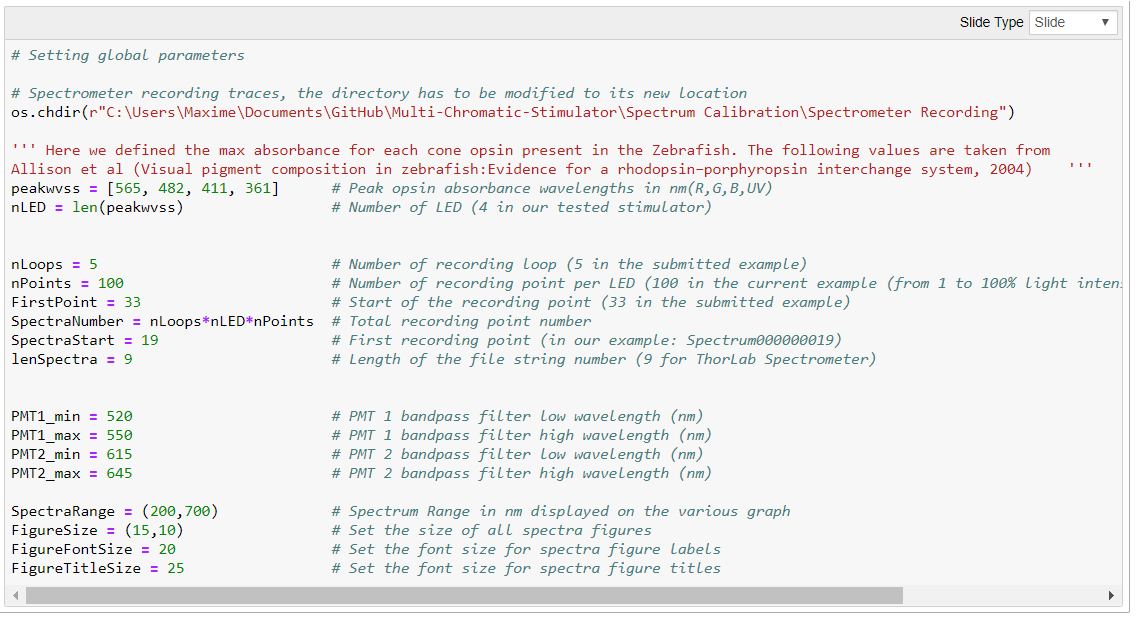 Slide Type Slide
# Setting global parameters
# Spectrometer recording traces, the directory has to be modified to its new location
os.chdir(r"C:\Users\Maxime\Documents\GitHub\Multi-Chromatic-Stimulator\Spectrum Calibration\Spectrometer Recording")
''' Here we defined the max absorbance for each cone opsin present in the Zebrafish. The following values are taken from
Allison et al (Visual pigment composition in zebrafish:Evidence for a rhodopsin-porphyropsin interchange system, 2004)    '''
peakwvss = [565, 482, 411, 361]      # Peak opsin absorbance wavelengths in nm(R,G,B,UV)
nLED = len(peakwvss)                 # Number of LED (4 in our tested stimulator)
nLoops = 5                           # Number of recording loop (5 in the submitted example)
nPoints = 100                        # Number of recording point per LED (100 in the current example (from 1 to 100% light inten
FirstPoint = 33                      # Start of the recording point (33 in the submitted example)
SpectraNumber = nLoops*nLED*nPoints  # Total recording point number
SpectraStart = 19                    # First recording point (in our example: Spectrum000000019)
lenSpectra = 9                       # Length of the file string number (9 for ThorLab Spectrometer)
PMT1_min = 520                       # PMT 1 bandpass filter low wavelength (nm)
PMT1_max = 550                       # PMT 1 bandpass filter high wavelength (nm)
PMT2_min = 615                       # PMT 2 bandpass filter low wavelength (nm)
PMT2_max = 645                       # PMT 2 bandpass filter high wavelength (nm)
SpectraRange = (200,700)             # Spectrum Range in nm displayed on the various graph
FigureSize = (15,10)                 # Set the size of all spectra figures
FigureFontSize = 20                  # Set the font size for spectra figure labels
FigureTitleSize = 25                 # Set the font size for spectra figure titles